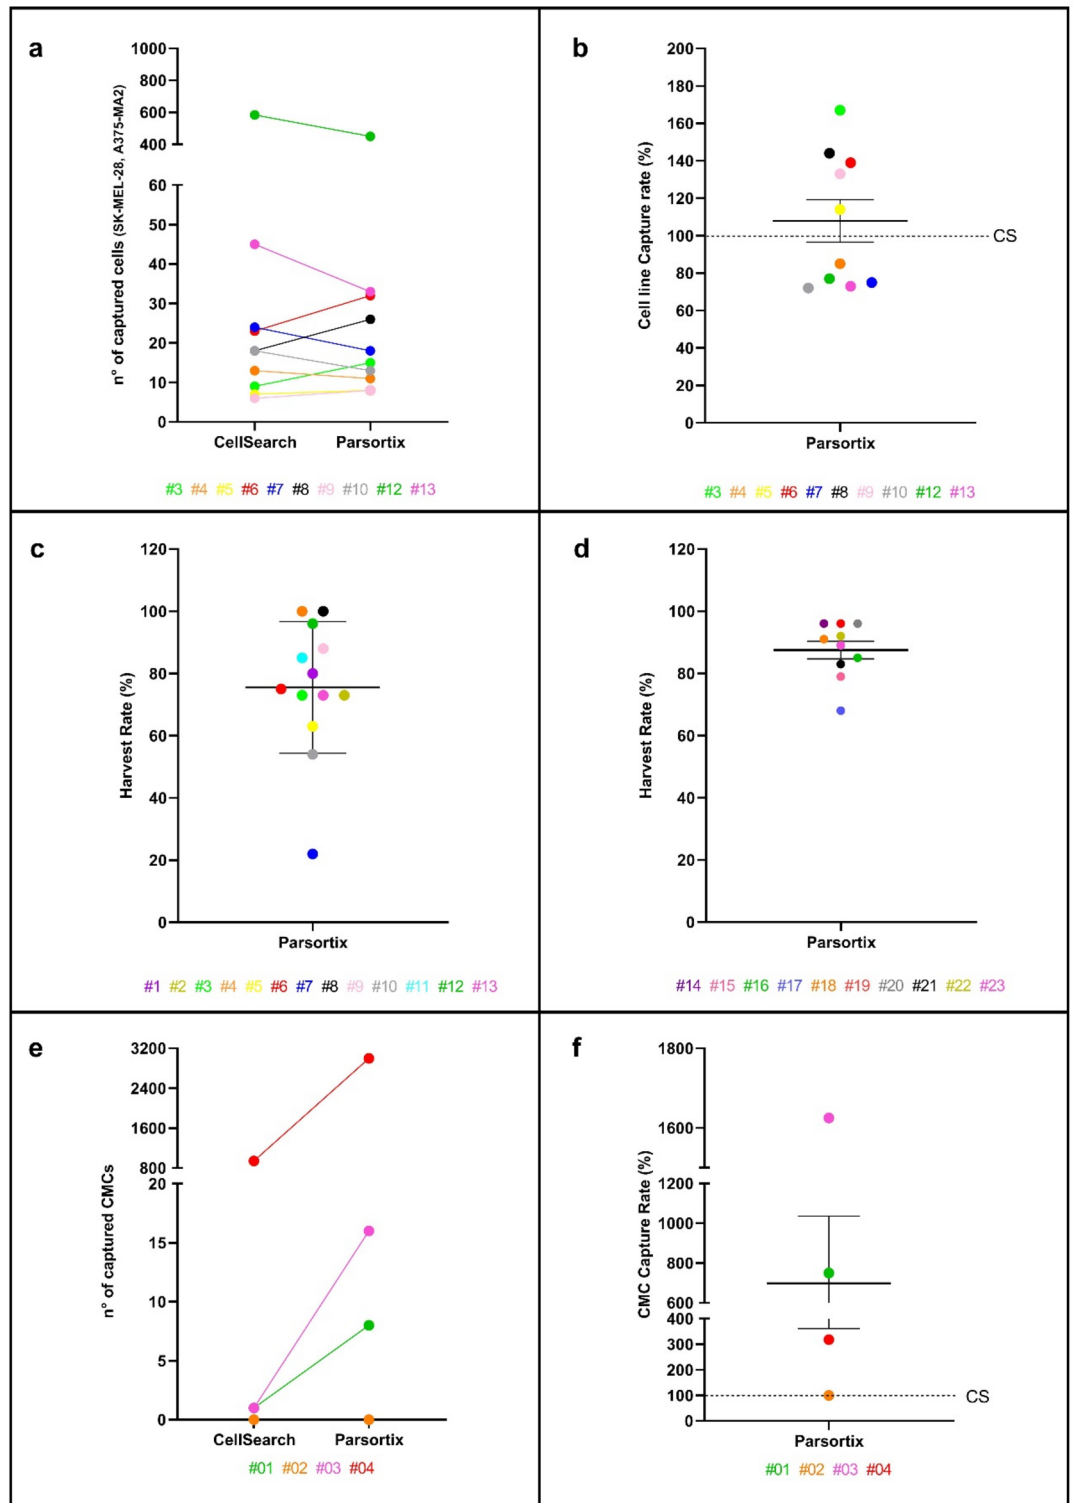 a
n° of captured cells (SK-MEL-28, A375-MA2)
1000
800
600
400
60
50
40
30
20
10
0
CellSearch Parsortix
#3 #4 #5 #6 #7 #8 #9 #10 #12 #13
b
Cell line Capture rate (%)
200
180
160
140
120
100
80
60
40
20
0
CS
Parsortix
#3 #4 #5 #6 #7 #8 #9 #10 #12 #13
c
Harvest Rate (%)
120
100
80
60
40
20
0
Parsortix
#1 #2 #3 #4 #5 #6 #7 #8 #9 #10 #11 #12 #13
d
Harvest Rate (%)
120
100
80
60
40
20
0
Parsortix
#14 #15 #16 #17 #18 #19 #20 #21 #22 #23
e
n° of captured CMCs
3200
2400
1600
800
20
15
10
5
0
CellSearch Parsortix
#01 #02 #03 #04
f
CMC Capture Rate (%)
1800
1600
1200
1000
800
600
400
300
200
100
0
CS
Parsortix
#01 #02 #03 #04